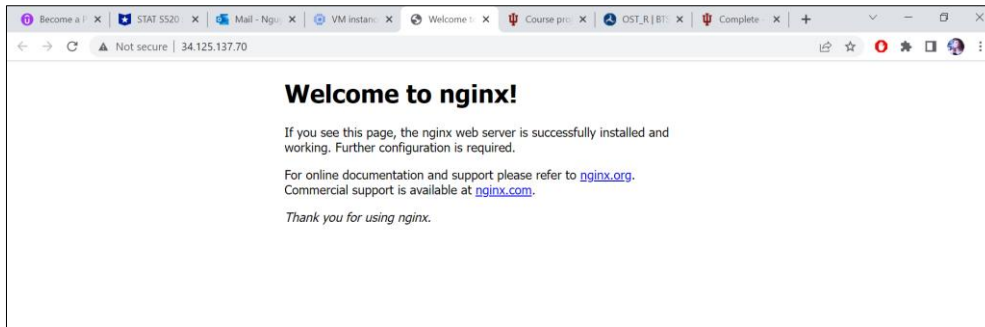 Become a
STAT S520
Mail - Ngu
VM instanc
Welcome t
Course pro
OST_R | BT
Complete -
Not secure | 34.125.137.70
Welcome to nginx!
If you see this page, the nginx web server is successfully installed and
working. Further configuration is required.
For online documentation and support please refer to nginx.org.
Commercial support is available at nginx.com.
Thank you for using nginx.